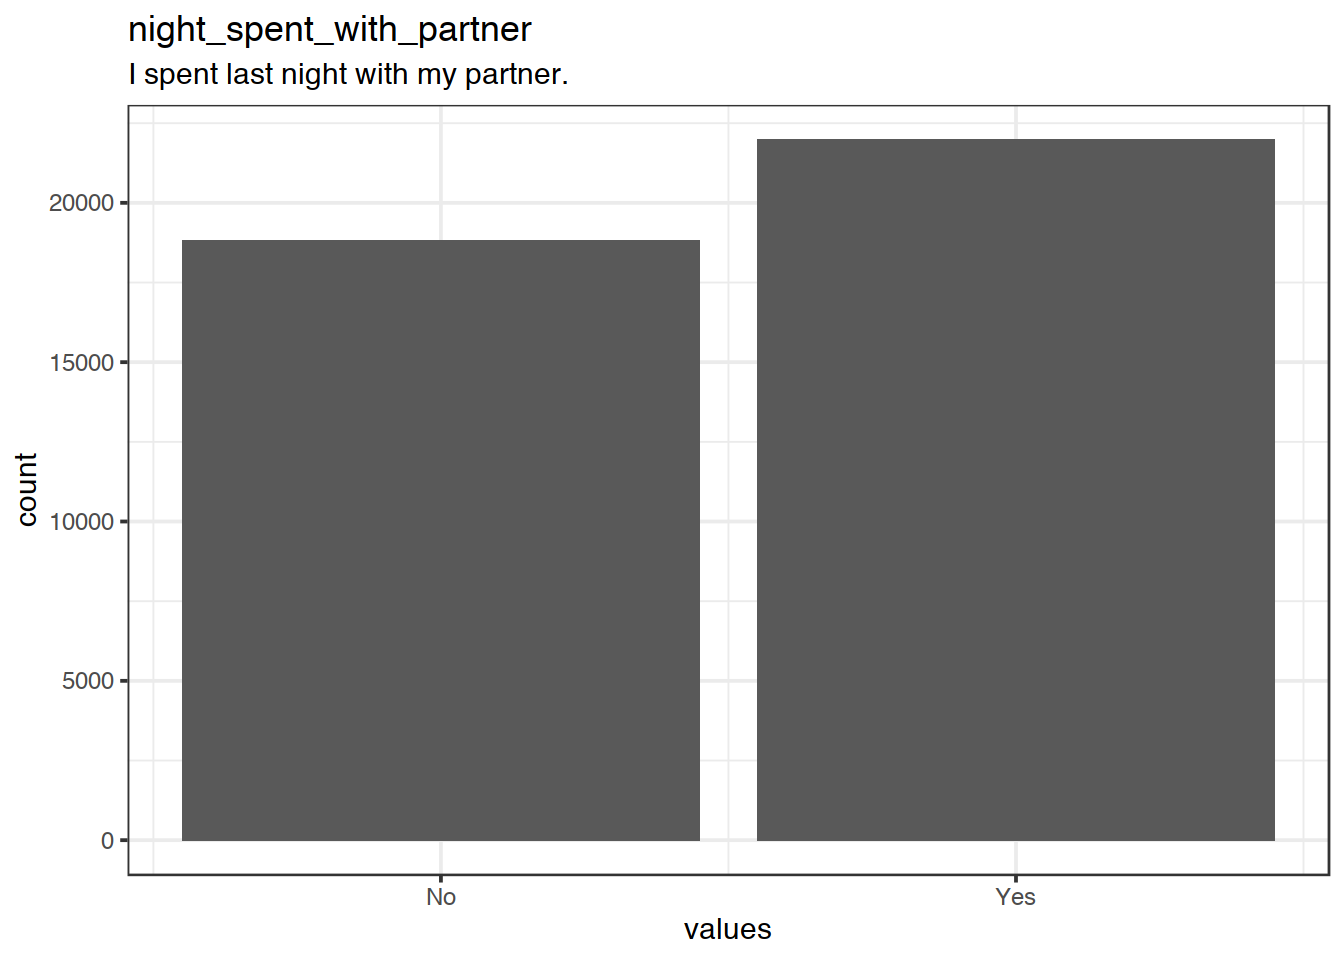 night_spent_with_partner
I spent last night with my partner.
20000
15000
10000
5000
0
count
No Yes
values